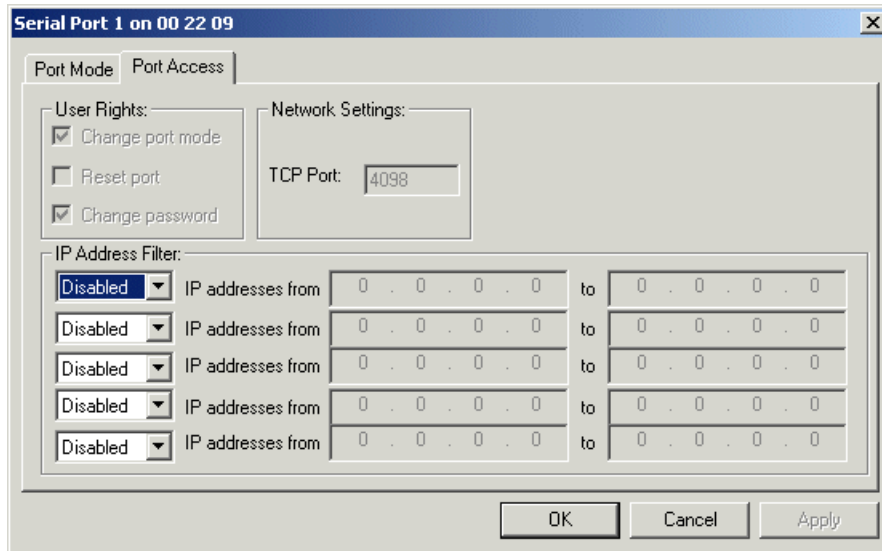 Serial Port 1 on 00 22 09
Port Mode Port Access
User Rights:
Change port mode
Reset port
Change password
Network Settings:
TCP Port: 4098
IP Address Filter:
Disabled IP addresses from 0 . 0 . 0 . 0 to 0 . 0 . 0 . 0
Disabled IP addresses from 0 . 0 . 0 . 0 to 0 . 0 . 0 . 0
Disabled IP addresses from 0 . 0 . 0 . 0 to 0 . 0 . 0 . 0
Disabled IP addresses from 0 . 0 . 0 . 0 to 0 . 0 . 0 . 0
Disabled IP addresses from 0 . 0 . 0 . 0 to 0 . 0 . 0 . 0
OK Cancel Apply